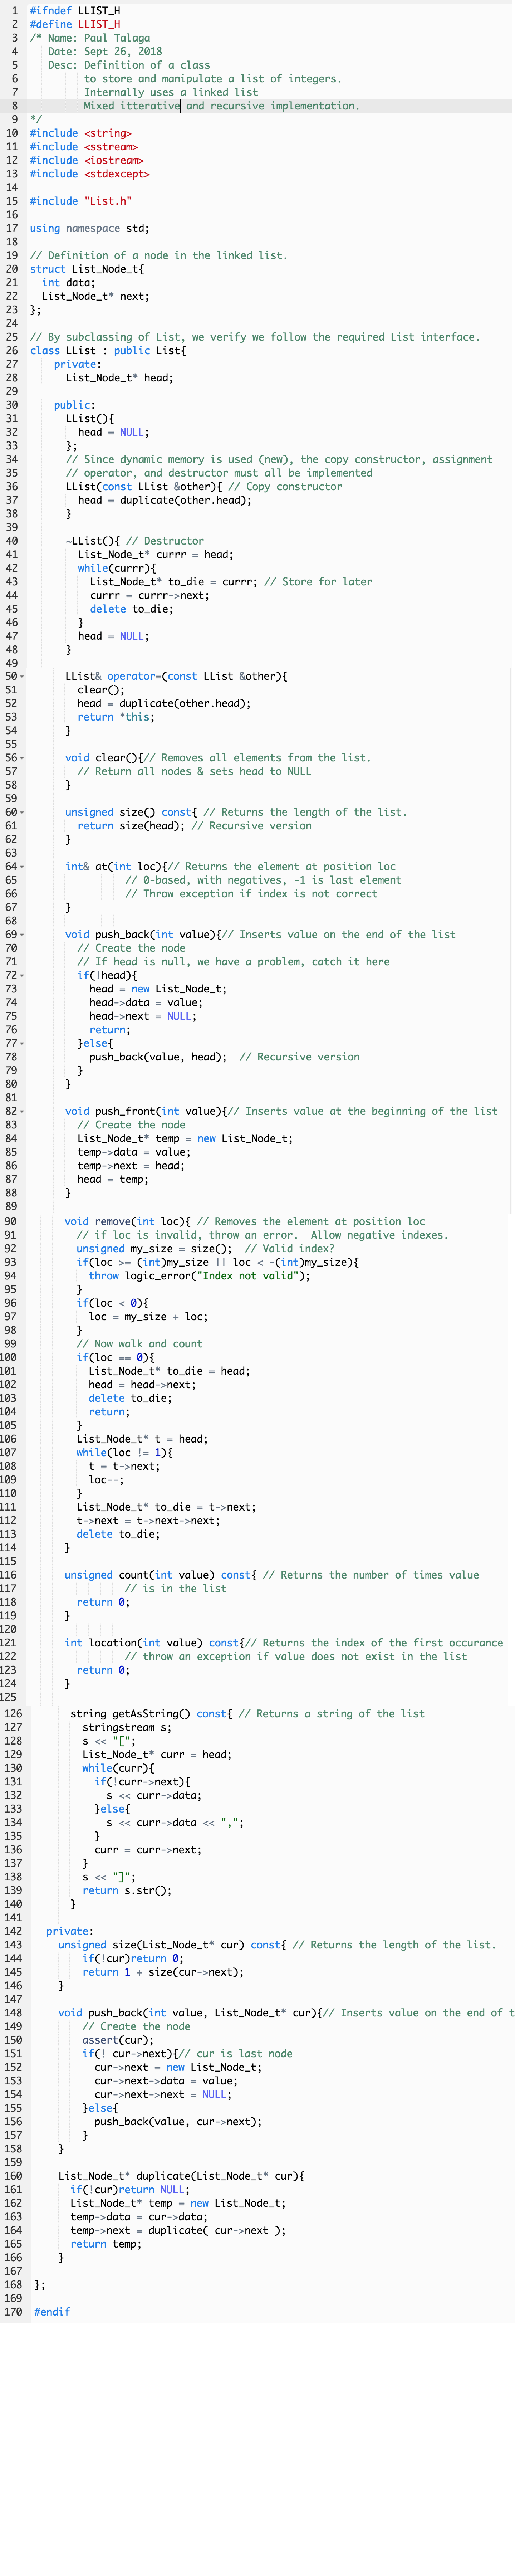 1 #ifndef LLIST_H
2 #define LLIST_H
3 /* Name: Paul Talaga
4    Date: Sept 26, 2018
5    Desc: Definition of a class
6          to store and manipulate a list of integers.
7          Internally uses a linked list
8          Mixed itterative and recursive implementation.
9 */
10 #include <string>
11 #include <sstream>
12 #include <iostream>
13 #include <stdexcept>
14
15 #include "List.h"
16
17 using namespace std;
18
19 // Definition of a node in the linked list.
20 struct List_Node_t{
21   int data;
22   List_Node_t* next;
23 };
24
25 // By subclassing of List, we verify we follow the required List interface.
26 class LList : public List{
27     private:
28       List_Node_t* head;
29
30     public:
31       LList(){
32         head = NULL;
33       };
34       // Since dynamic memory is used (new), the copy constructor, assignment
35       // operator, and destructor must all be implemented
36       LList(const LList &other){ // Copy constructor
37         head = duplicate(other.head);
38       }
39
40       ~LList(){ // Destructor
41         List_Node_t* currr = head;
42         while(currr){
43           List_Node_t* to_die = currr; // Store for later
44           currr = currr->next;
45           delete to_die;
46         }
47         head = NULL;
48       }
49
50       LList& operator=(const LList &other){
51         clear();
52         head = duplicate(other.head);
53         return *this;
54       }
55
56       void clear(){// Removes all elements from the list.
57         // Return all nodes & sets head to NULL
58       }
59
60       unsigned size() const{ // Returns the length of the list.
61         return size(head); // Recursive version
62       }
63
64       int& at(int loc){// Returns the element at position loc
65                 // 0-based, with negatives, -1 is last element
66                 // Throw exception if index is not correct
67       }
68
69       void push_back(int value){// Inserts value on the end of the list
70         // Create the node
71         // If head is null, we have a problem, catch it here
72         if(!head){
73           head = new List_Node_t;
74           head->data = value;
75           head->next = NULL;
76           return;
77         }else{
78           push_back(value, head);  // Recursive version
79         }
80       }
81
82       void push_front(int value){// Inserts value at the beginning of the list
83         // Create the node
84         List_Node_t* temp = new List_Node_t;
85         temp->data = value;
86         temp->next = head;
87         head = temp;
88       }
89
90       void remove(int loc){ // Removes the element at position loc
91         // if loc is invalid, throw an error.  Allow negative indexes.
92         unsigned my_size = size();  // Valid index?
93         if(loc >= (int)my_size || loc < -(int)my_size){
94           throw logic_error("Index not valid");
95         }
96         if(loc < 0){
97           loc = my_size + loc;
98         }
99         // Now walk and count
100         if(loc == 0){
101           List_Node_t* to_die = head;
102           head = head->next;
103           delete to_die;
104           return;
105         }
106         List_Node_t* t = head;
107         while(loc != 1){
108           t = t->next;
109           loc--;
110         }
111         List_Node_t* to_die = t->next;
112         t->next = t->next->next;
113         delete to_die;
114       }
115
116       unsigned count(int value) const{ // Returns the number of times value
117                 // is in the list
118         return 0;
119       }
120
121       int location(int value) const{// Returns the index of the first occurance
122                 // throw an exception if value does not exist in the list
123         return 0;
124       }
125
126       string getAsString() const{ // Returns a string of the list
127         stringstream s;
128         s << "[";
129         List_Node_t* curr = head;
130         while(curr){
131           if(!curr->next){
132             s << curr->data;
133           }else{
134             s << curr->data << ",";
135           }
136           curr = curr->next;
137         }
138         s << "]";
139         return s.str();
140       }
141
142   private:
143     unsigned size(List_Node_t* cur) const{ // Returns the length of the list.
144         if(!cur)return 0;
145         return 1 + size(cur->next);
146     }
147
148     void push_back(int value, List_Node_t* cur){// Inserts value on the end of t
149         // Create the node
150         assert(cur);
151         if(! cur->next){// cur is last node
152           cur->next = new List_Node_t;
153           cur->next->data = value;
154           cur->next->next = NULL;
155         }else{
156           push_back(value, cur->next);
157         }
158     }
159
160     List_Node_t* duplicate(List_Node_t* cur){
161       if(!cur)return NULL;
162       List_Node_t* temp = new List_Node_t;
163       temp->data = cur->data;
164       temp->next = duplicate( cur->next );
165       return temp;
166     }
167
168 };
169
170 #endif